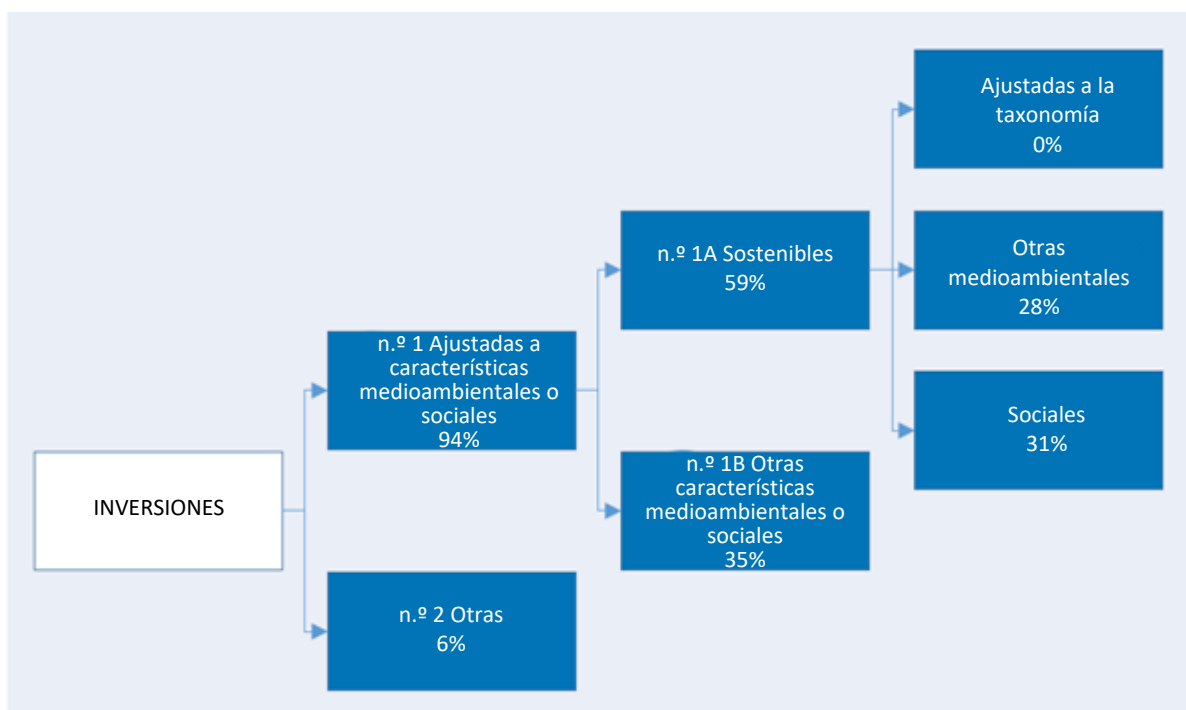 INVERSIONES
n.º 1 Ajustadas a
características
medioambientales o
sociales
94%
n.º 2 Otras
6%
n.º 1A Sostenibles
59%
n.º 1B Otras
características
medioambientales o
sociales
35%
Ajustadas a la
taxonomía
0%
Otras
medioambientales
28%
Sociales
31%